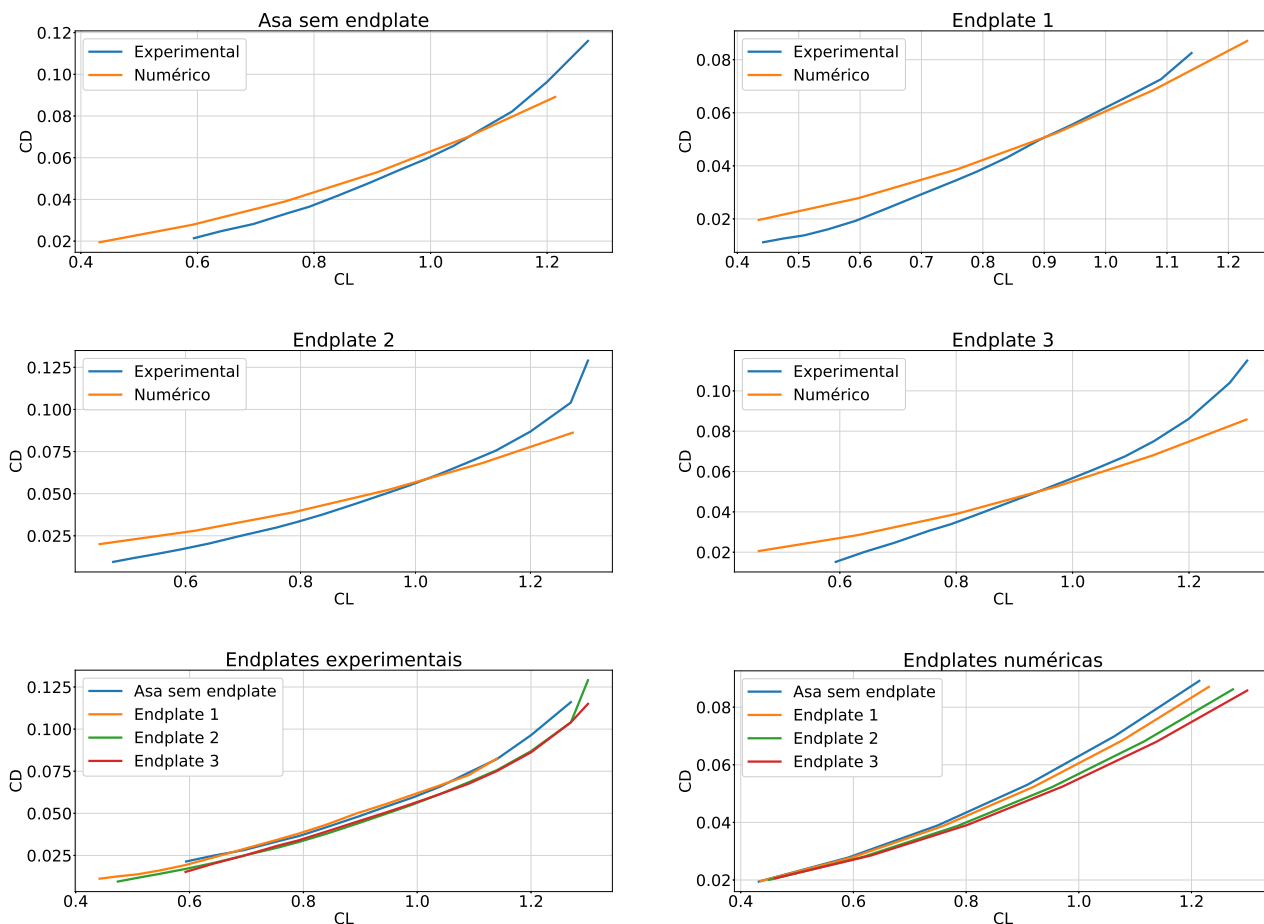 Asa sem endplate
Experimental
Numérico
CD
0.12
0.10
0.08
0.06
0.04
0.02
0.4 0.6 0.8 1.0 1.2
CL
Endplate 1
Experimental
Numérico
CD
0.08
0.06
0.04
0.02
0.4 0.5 0.6 0.7 0.8 0.9 1.0 1.1 1.2
CL
Endplate 2
Experimental
Numérico
CD
0.125
0.100
0.075
0.050
0.025
0.6 0.8 1.0 1.2
CL
Endplate 3
Experimental
Numérico
CD
0.10
0.08
0.06
0.04
0.02
0.6 0.8 1.0 1.2
CL
Endplates experimentais
Asa sem endplate
Endplate 1
Endplate 2
Endplate 3
CD
0.125
0.100
0.075
0.050
0.025
0.4 0.6 0.8 1.0 1.2
CL
Endplates numéricas
Asa sem endplate
Endplate 1
Endplate 2
Endplate 3
CD
0.08
0.06
0.04
0.02
0.4 0.6 0.8 1.0 1.2
CL